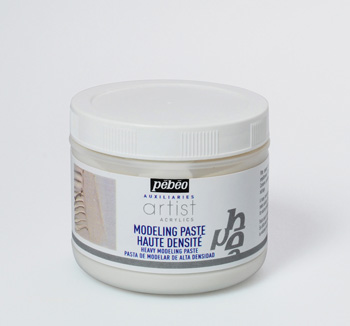 pébéo
AUXILIARIES
artist
ACRYLICS
MODELING PASTE
HAUTE DENSITÉ
HEAVY MODELING PASTE
PASTA DE MODELAR DE ALTA DENSIDAD